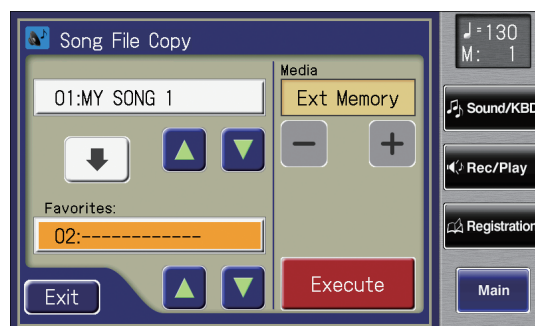 Song File Copy
♩=130
M: 1
Media
01:MY SONG 1
Ext Memory
- +
Sound/KBD
Rec/Play
Favorites:
02:------------
Registration
Exit
Execute
Main